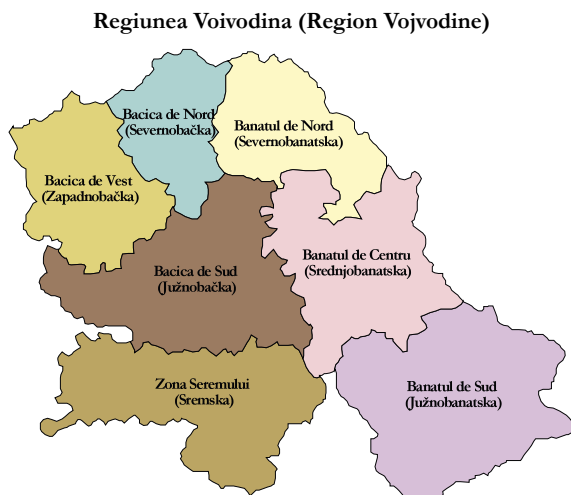 Regiunea Voivodina (Region Vojvodine)
Bacica de Nord
(Severnobačka)
Banatul de Nord
(Severnobanatska)
Bacica de Vest
(Zapadnobačka)
Banatul de Centru
(Srednjobanatska)
Bacica de Sud
(Južnobačka)
Zona Seremului
(Sremska)
Banatul de Sud
(Južnobanatska)